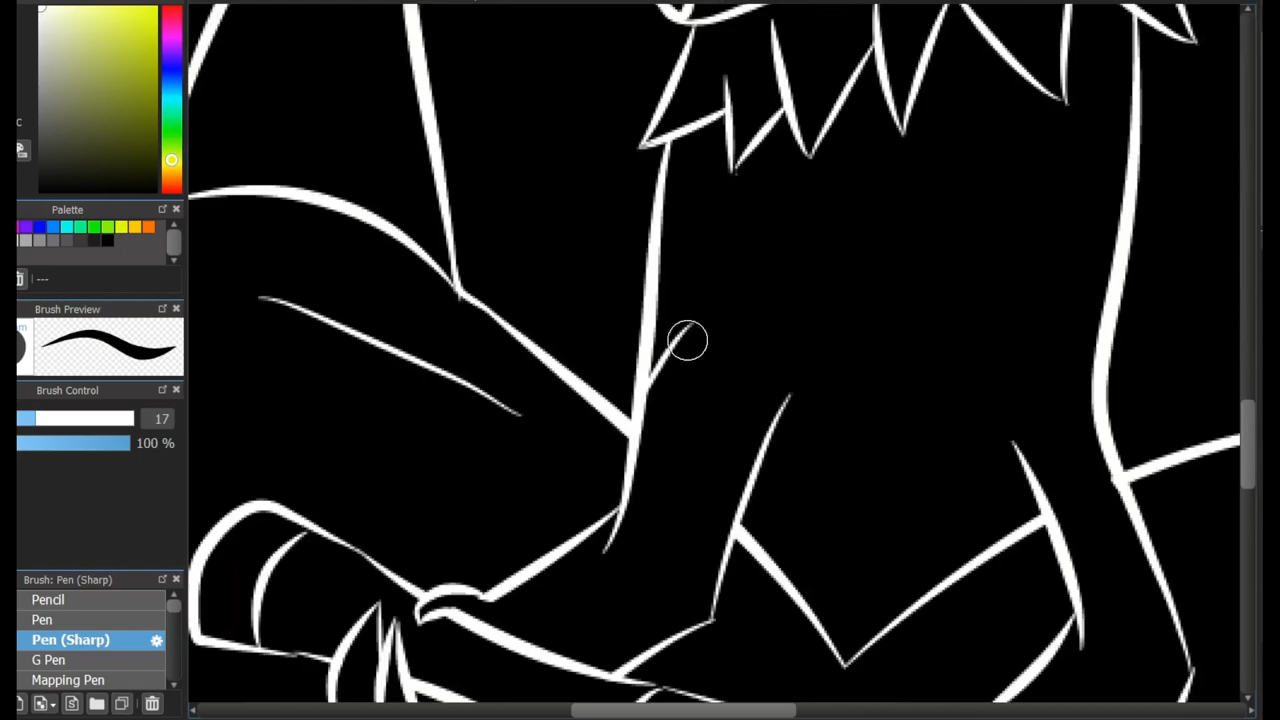 c
Palette
---
Brush Preview
m
Brush Control
17
100 %
Brush: Pen (Sharp)
Pencil
Pen
Pen (Sharp)
G Pen
Mapping Pen